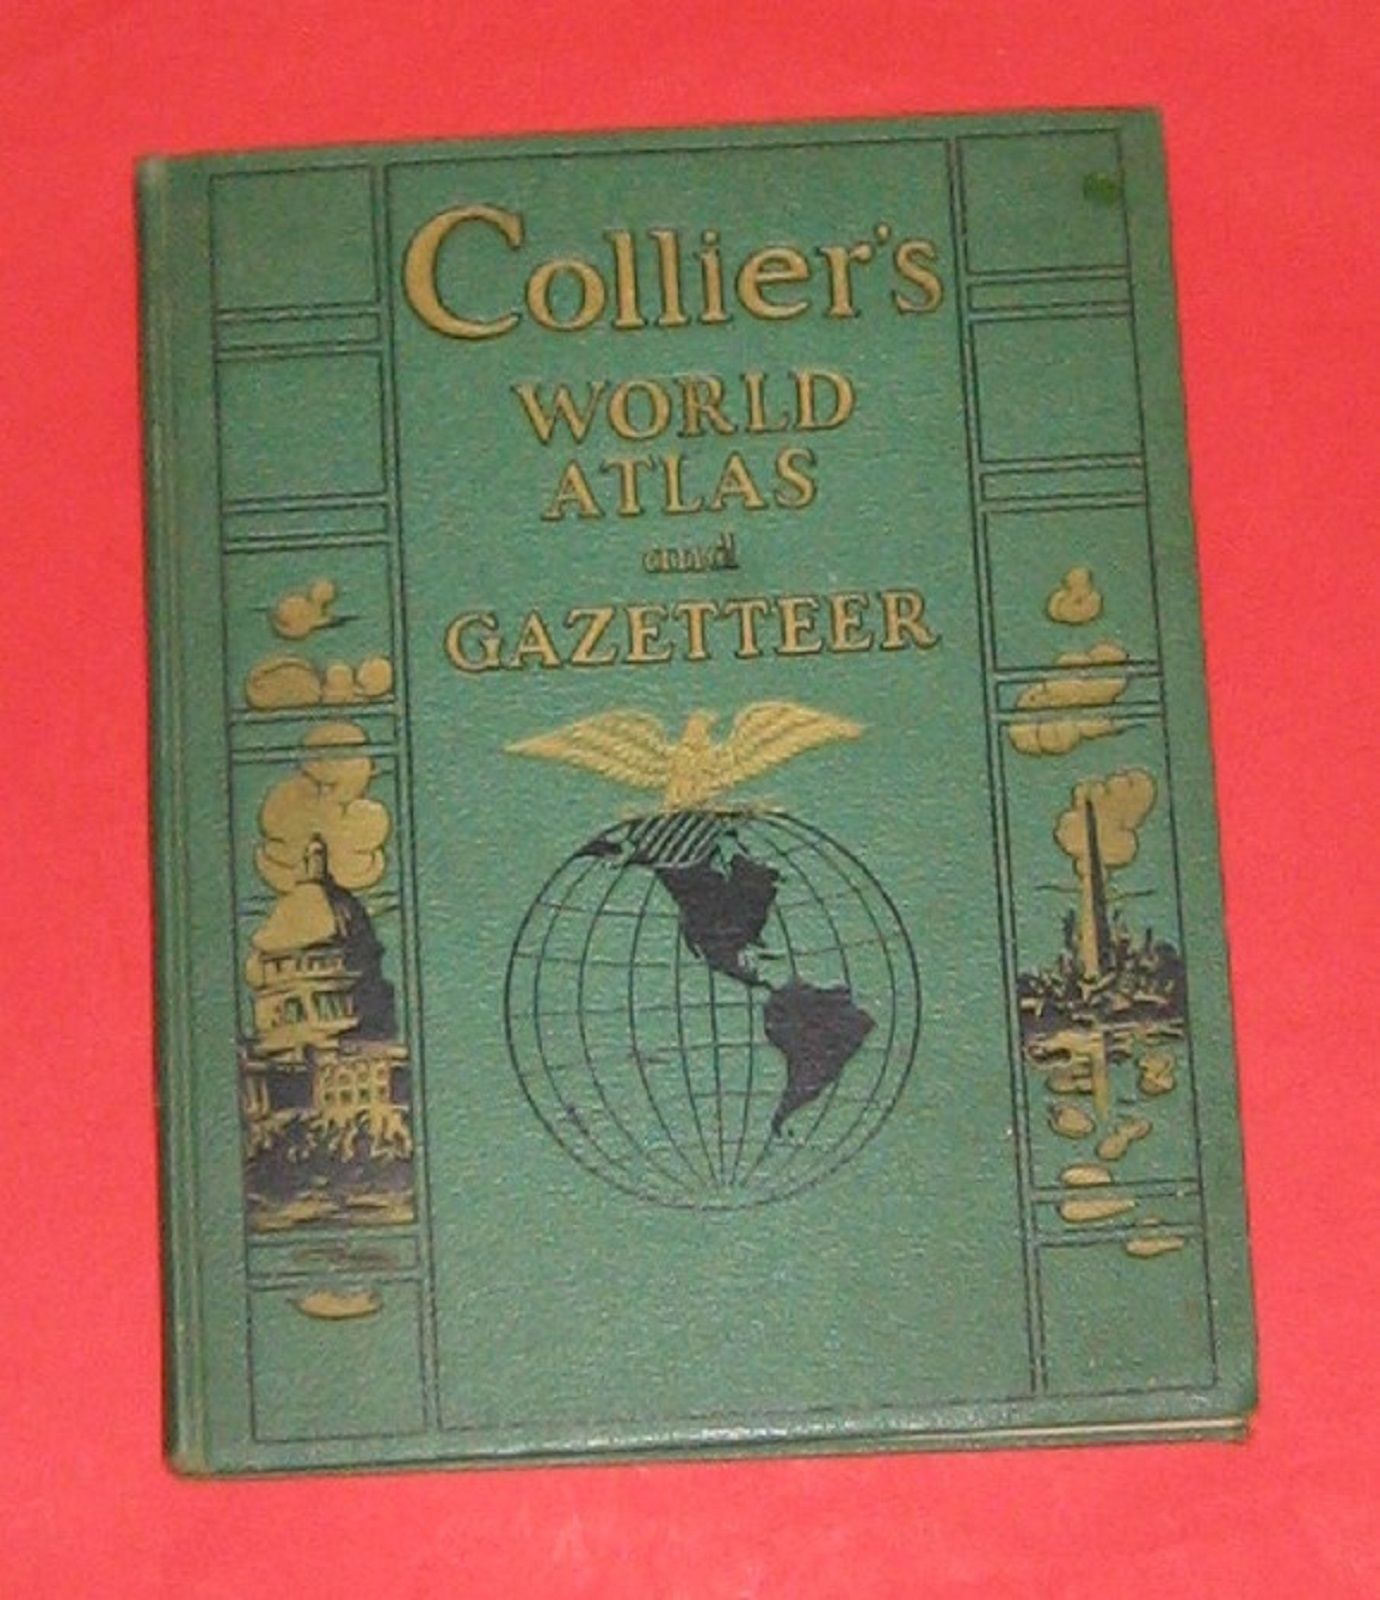 Collier's
WORLD
ATLAS
and
GAZETTEER